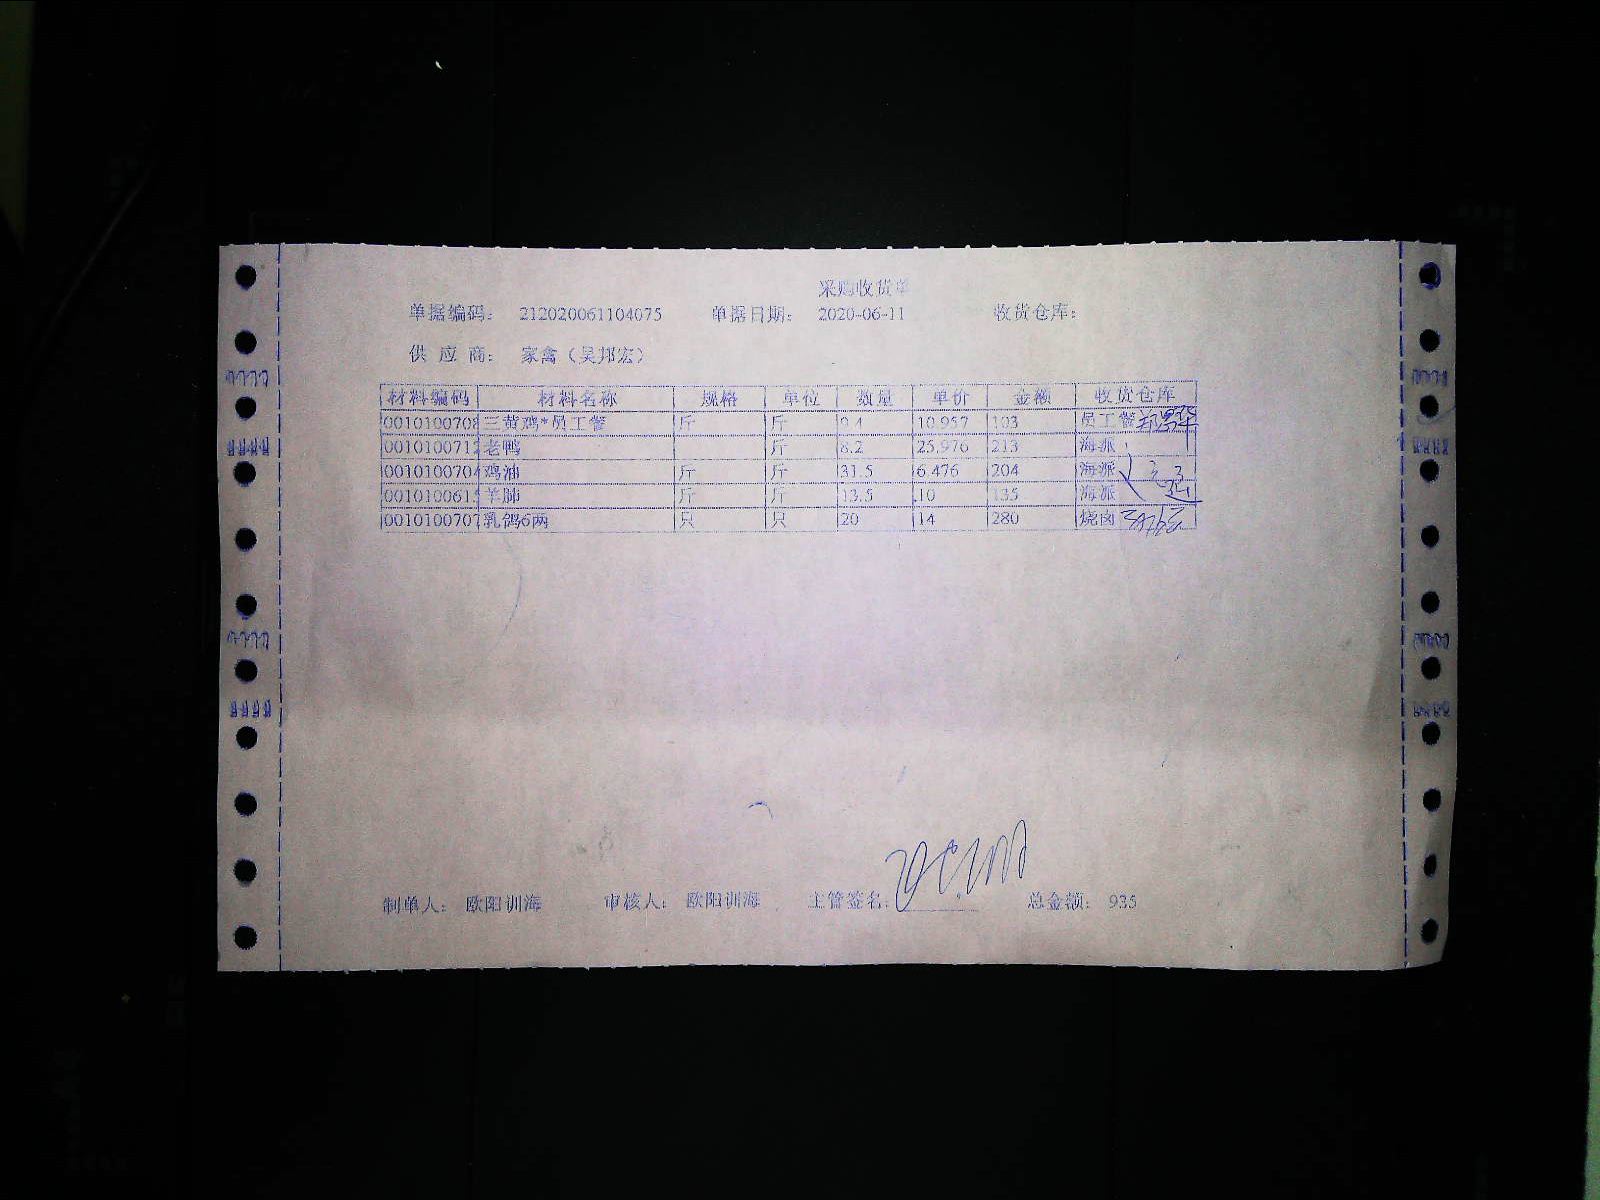 采购收货单
单据编码: 212020061104075 单据日期: 2020-06-11 收货仓库:
供 应 商: 家禽（吴邦宏）
材料编码 材料名称 规格 单位 数量 单价 金额 收货仓库
0010100708 三黄鸡*员工餐 斤 斤 9.4 10.957 103 员工餐
001010071 老鸭 斤 8.2 25.976 213 海派
0010100704 鸡油 斤 斤 31.5 6.476 204 海派
001010061 羊肺 斤 斤 13.5 10 135 海派
0010100707 乳鸽6两 只 只 20 14 280 烧卤
制单人: 欧阳训海 审核人: 欧阳训海 主管签名: 总金额: 935